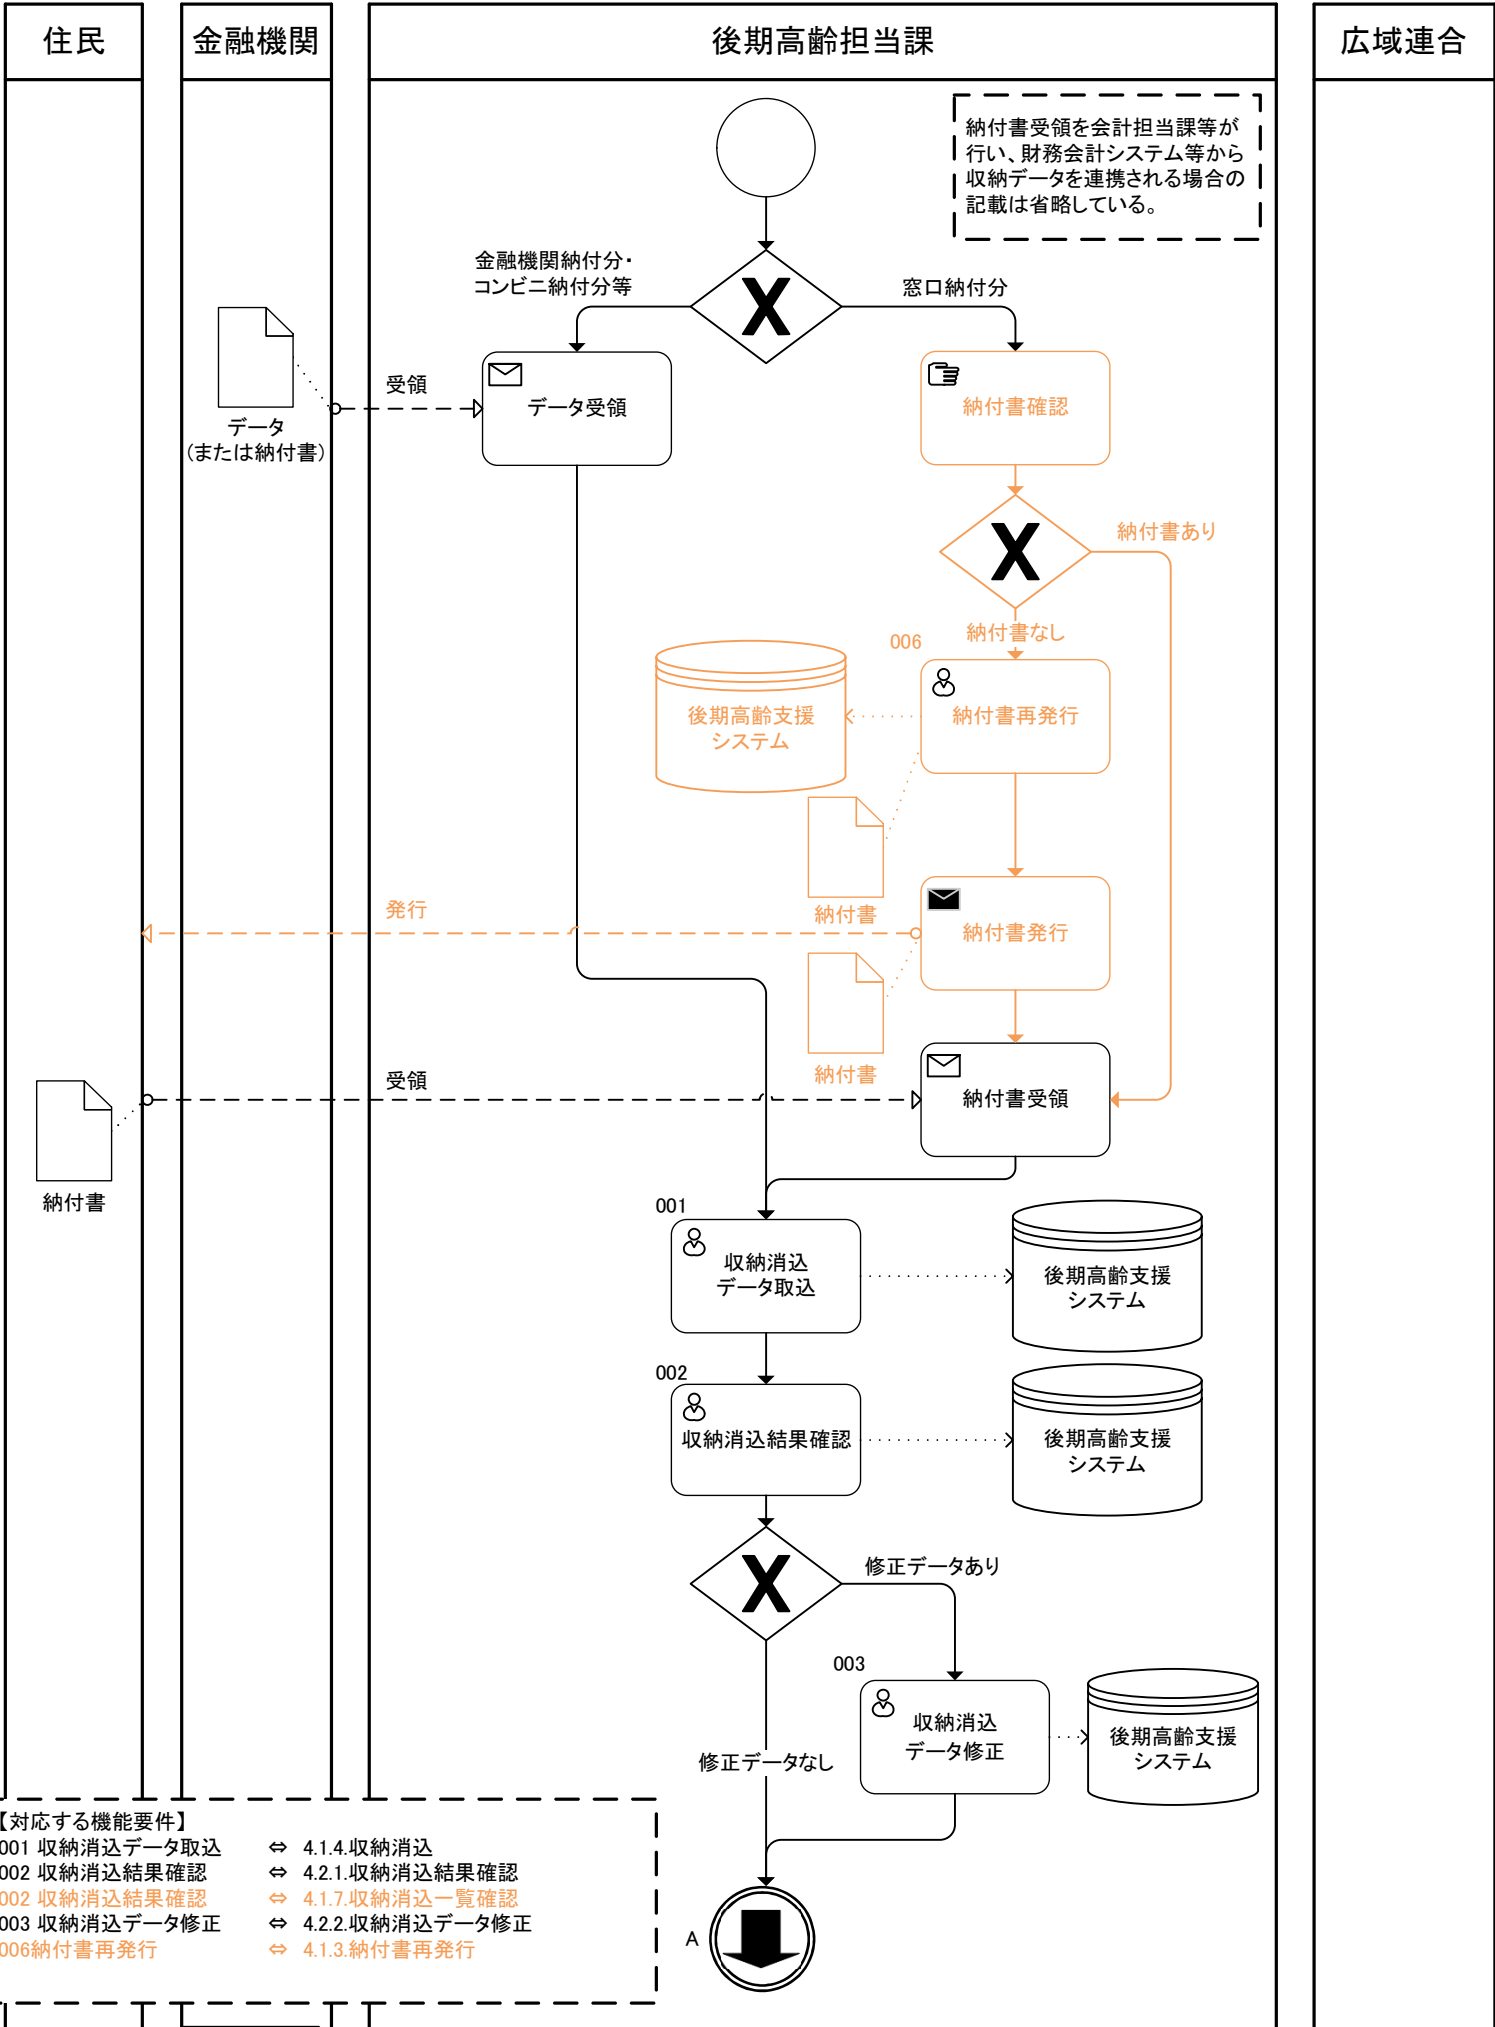 住民
金融機関
後期高齢担当課
広域連合
納付書受領を会計担当課等が
行い、財務会計システム等から
収納データを連携される場合の
記載は省略している。
金融機関納付分・
コンビニ納付分等
窓口納付分
X
データ
(または納付書)
受領
データ受領
納付書確認
X
納付書あり
納付書なし
006
後期高齢支援
システム
納付書再発行
納付書
発行
納付書発行
納付書
受領
納付書受領
納付書
001
収納消込
データ取込
後期高齢支援
システム
002
収納消込結果確認
後期高齢支援
システム
X
修正データあり
003
収納消込
データ修正
後期高齢支援
システム
修正データなし
【対応する機能要件】
001 収納消込データ取込 ⇔ 4.1.4.収納消込
002 収納消込結果確認 ⇔ 4.2.1.収納消込結果確認
002 収納消込結果確認 ⇔ 4.1.7.収納消込一覧確認
003 収納消込データ修正 ⇔ 4.2.2.収納消込データ修正
006納付書再発行 ⇔ 4.1.3.納付書再発行
A